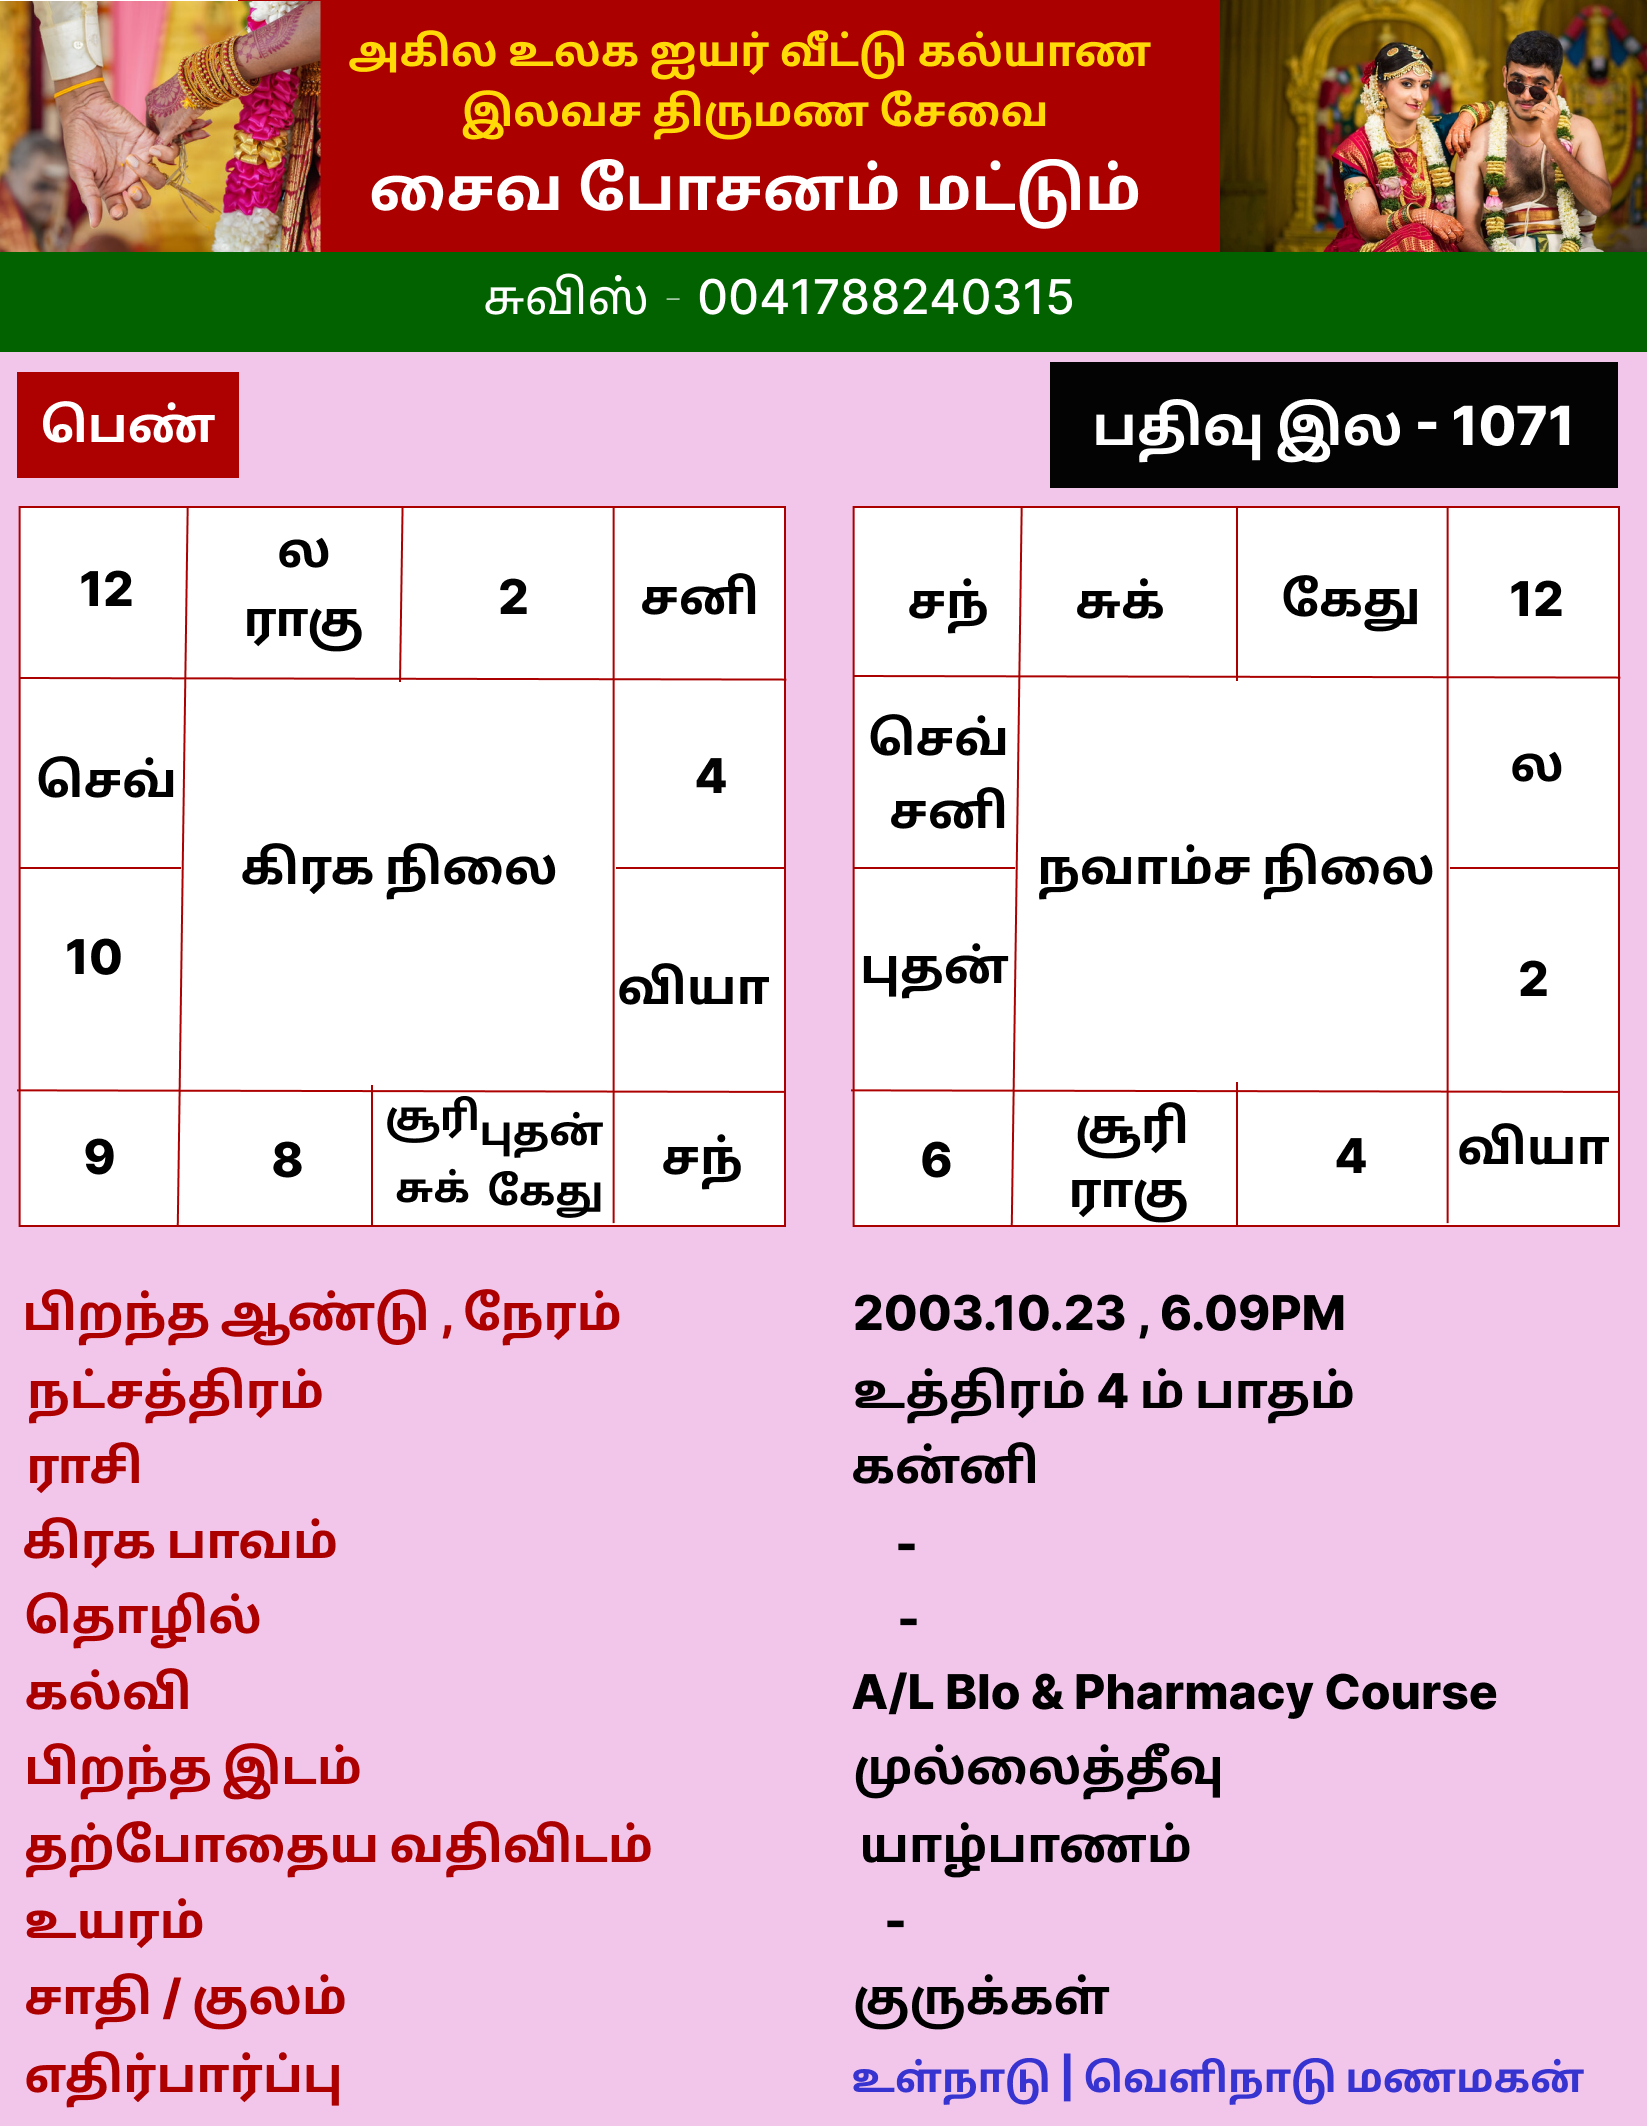 அகில உலக ஐயர் வீட்டு கல்யாண
இலவச திருமண சேவை
சைவ போசனம் மட்டும்
சுவிஸ் - 0041788240315
பெண்
பதிவு இல - 1071
12
ல
ராகு
2
சனி
செவ்
4
கிரக நிலை
10
வியா
9
8
சூரி புதன்
சுக் கேது
சந்
சந்
சுக்
கேது
12
செவ்
சனி
ல
நவாம்ச நிலை
புதன்
2
6
சூரி
ராகு
4
வியா
பிறந்த ஆண்டு , நேரம் 2003.10.23 , 6.09PM
நட்சத்திரம் உத்திரம் 4 ம் பாதம்
ராசி கன்னி
கிரக பாவம் -
தொழில் -
கல்வி A/L BIo & Pharmacy Course
பிறந்த இடம் முல்லைத்தீவு
தற்போதைய வதிவிடம் யாழ்பாணம்
உயரம் -
சாதி / குலம் குருக்கள்
எதிர்பார்ப்பு உள்நாடு | வெளிநாடு மணமகன்